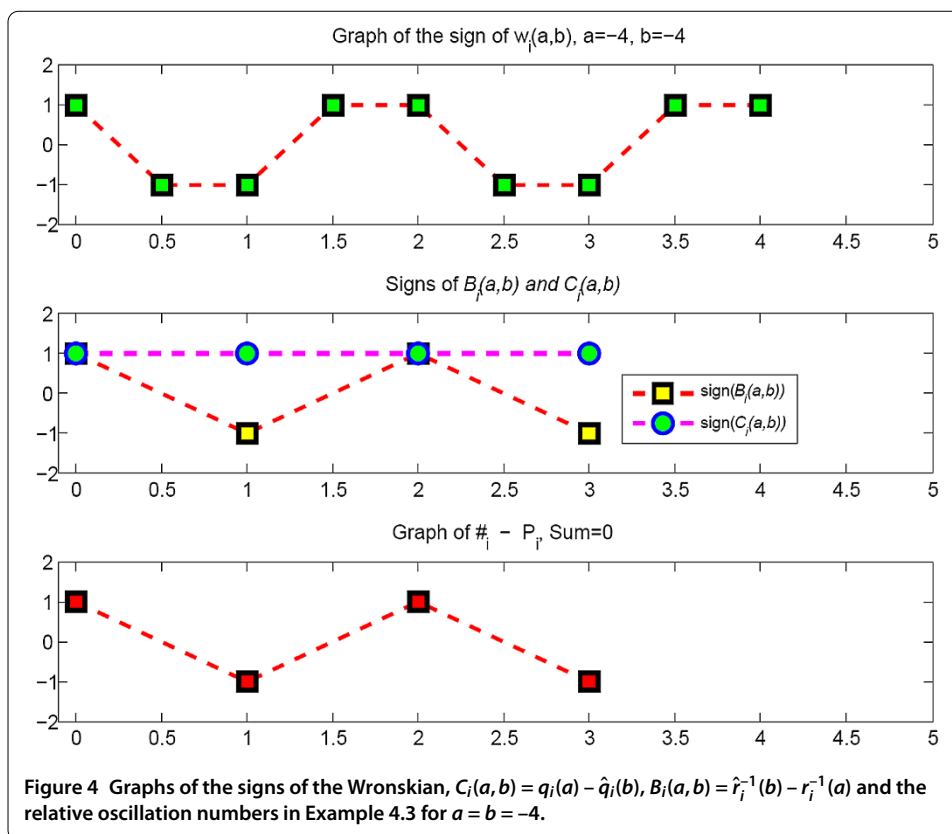 Graph of the sign of w_i(a,b), a=−4, b=−4
2
1
0
−1
−2
0 0.5 1 1.5 2 2.5 3 3.5 4 4.5 5
Signs of B_i(a,b) and C_i(a,b)
2
1
0
−1
−2
sign(B_i(a,b))
sign(C_i(a,b))
0 0.5 1 1.5 2 2.5 3 3.5 4 4.5 5
Graph of #_i − P_i, Sum=0
2
1
0
−1
−2
0 0.5 1 1.5 2 2.5 3 3.5 4 4.5 5
Figure 4 Graphs of the signs of the Wronskian, C_i(a, b) = q_i(a) – q̂_i(b), B_i(a, b) = r̂_i^{-1}(b) – r_i^{-1}(a) and the
relative oscillation numbers in Example 4.3 for a = b = –4.